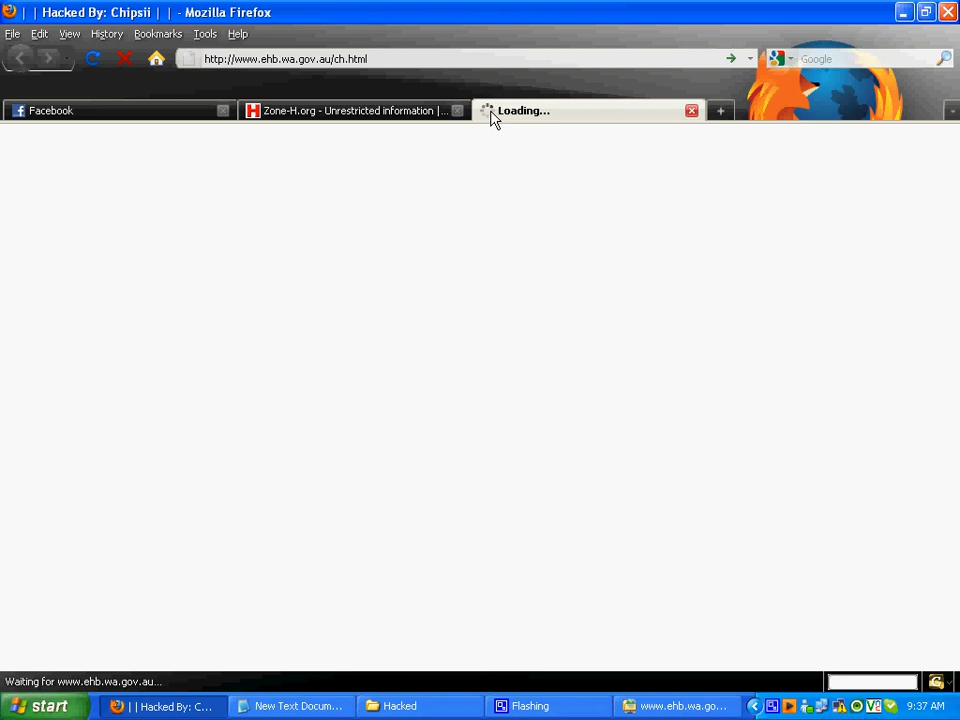 | | Hacked By: Chipsii | | - Mozilla Firefox
File Edit View History Bookmarks Tools Help
http://www.ehb.wa.gov.au/ch.html
Google
Facebook
Zone-H.org - Unrestricted information |...
Loading...
Waiting for www.ehb.wa.gov.au...
start
| | Hacked By: C...
New Text Docum...
Hacked
Flashing
www.ehb.wa.go...
9:37 AM